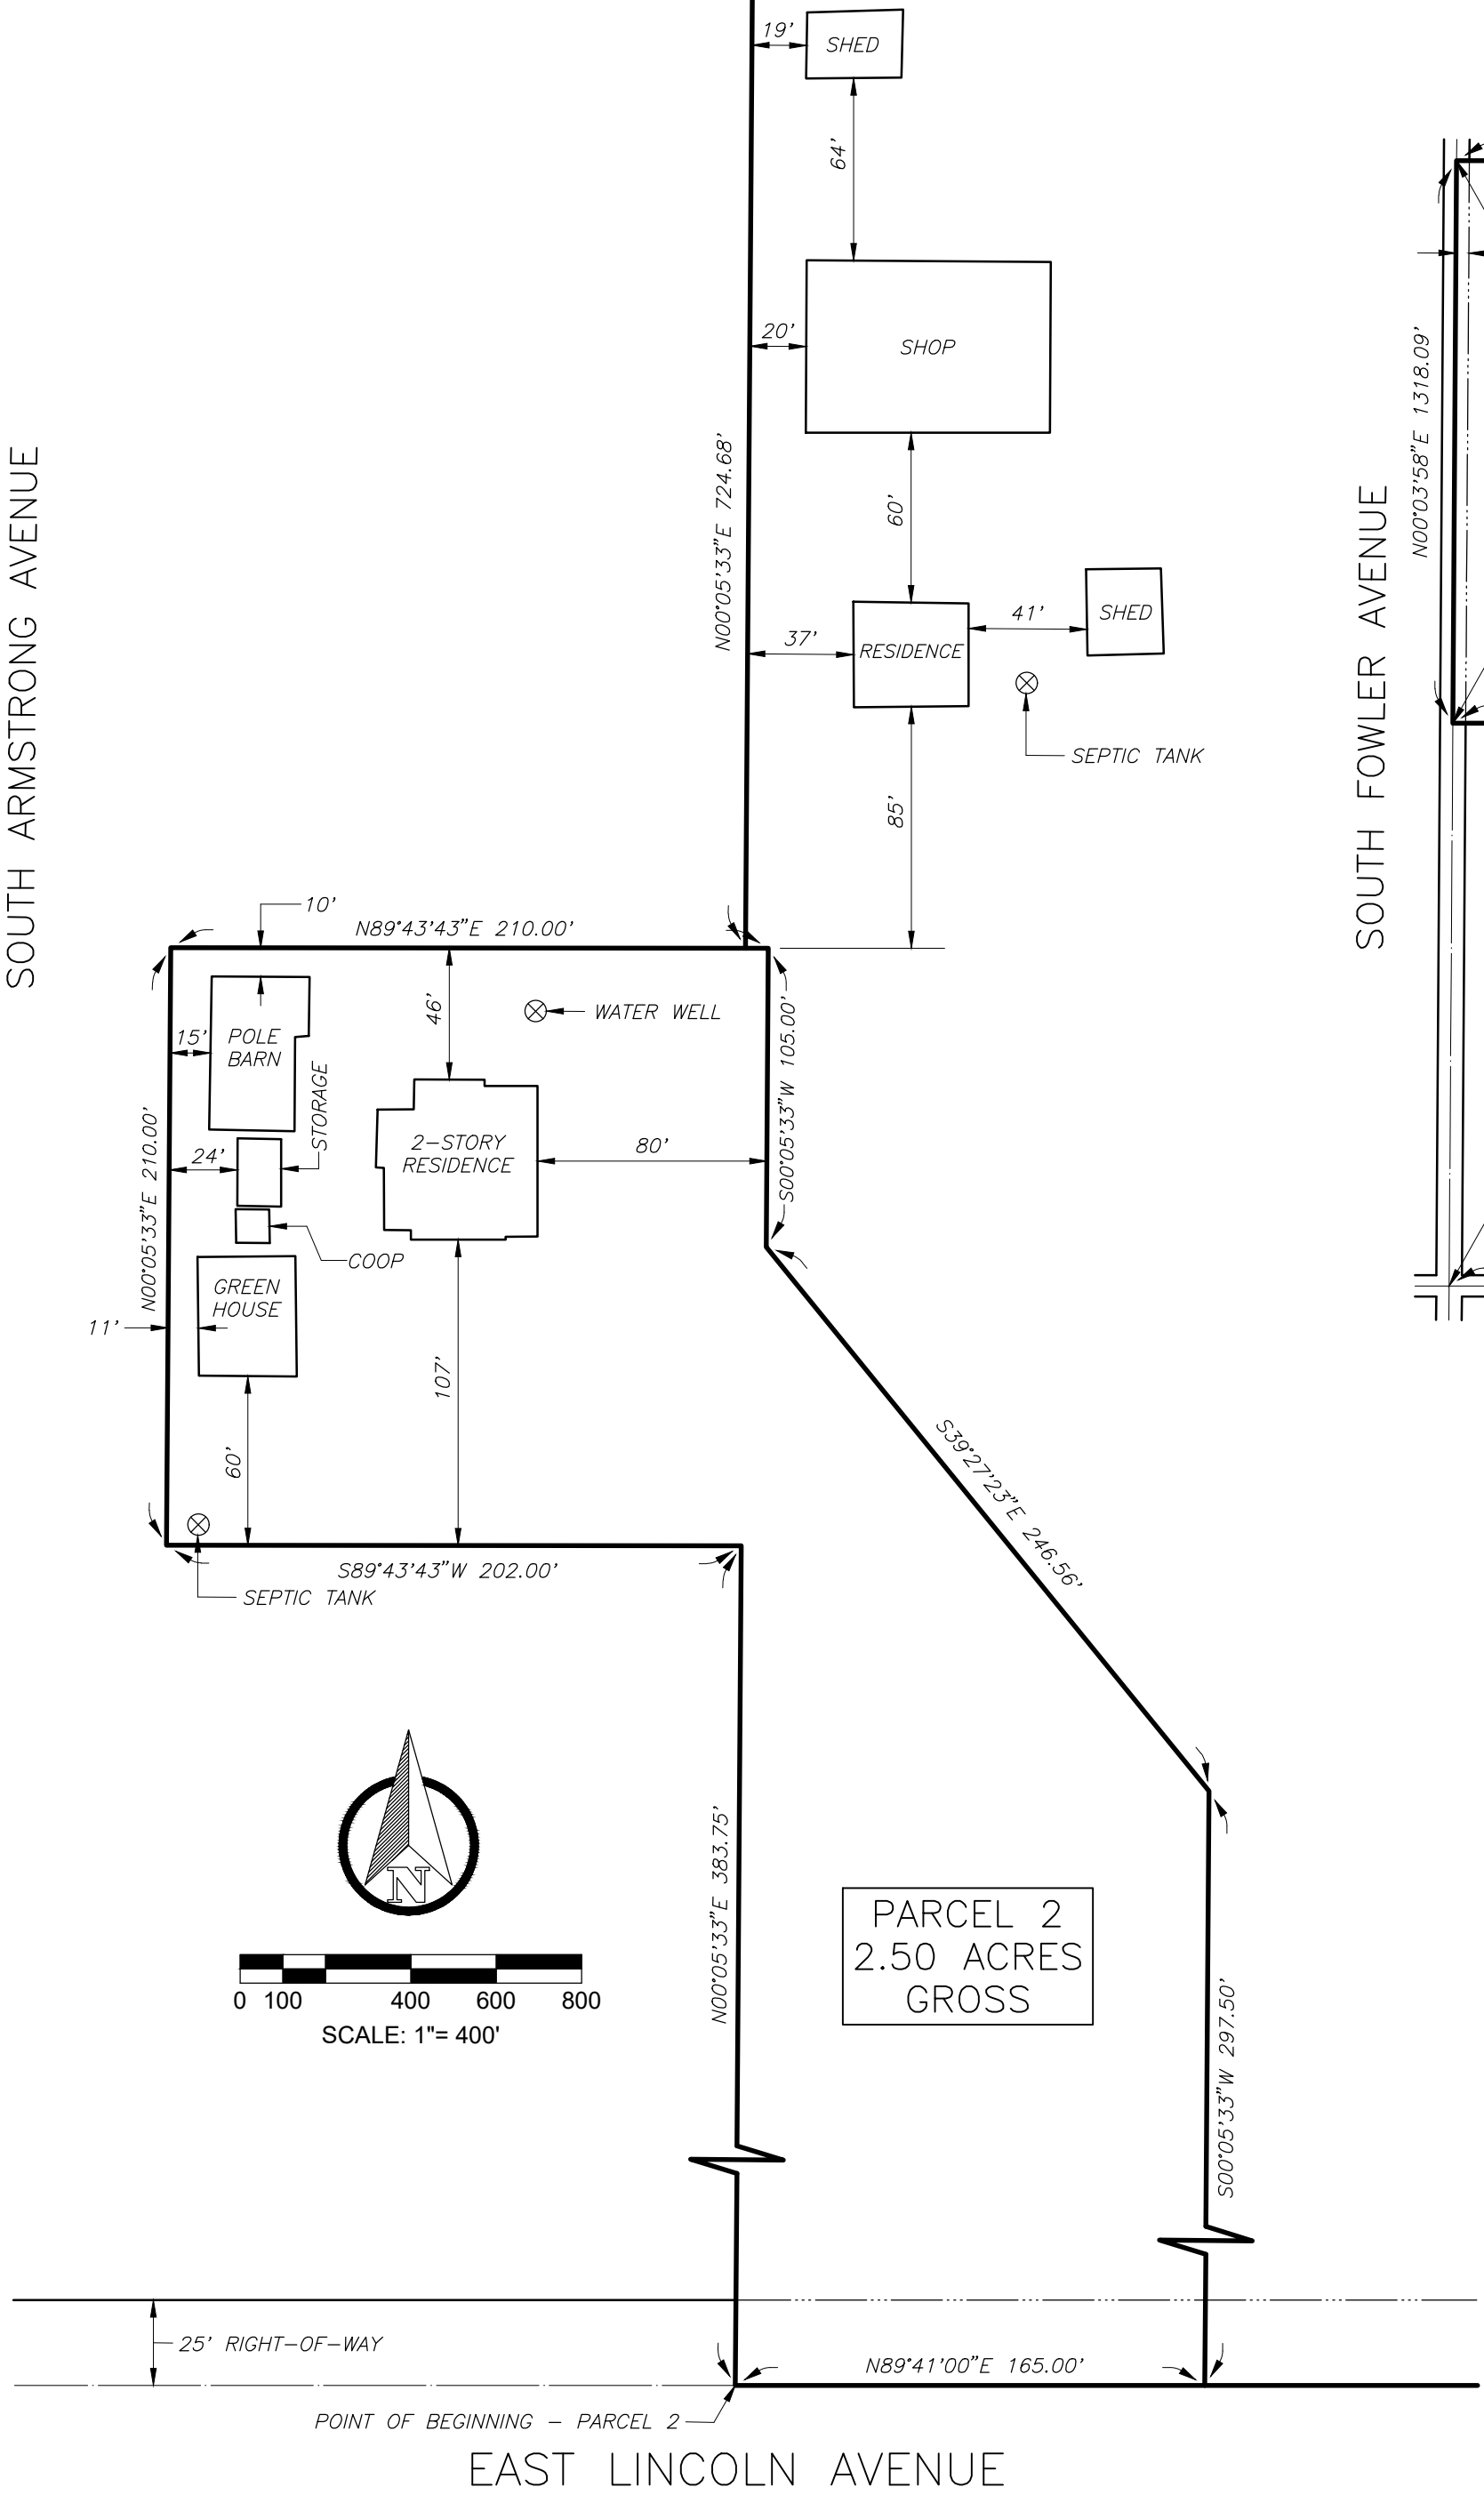 19'
SHED
64'
SHOP
20'
N00°05'33"E 724.68'
60'
SHED
41'
37'
RESIDENCE
SEPTIC TANK
85'
SOUTH ARMSTRONG AVENUE
SOUTH FOWLER AVENUE
N00°03'58"E 1318.09'
10'
N89°43'43"E 210.00'
46'
WATER WELL
15'
POLE
BARN
STORAGE
S00°05'33"W 105.00'
2-STORY
RESIDENCE
80'
24'
N00°05'33"E 210.00'
COOP
GREEN
HOUSE
11'
107'
60'
S89°43'43"W 202.00'
SEPTIC TANK
S39°27'23"E 246.56'
N
0 100 400 600 800
SCALE: 1"= 400'
N00°05'33"E 383.75'
PARCEL 2
2.50 ACRES
GROSS
S00°05'33"W 297.50'
25' RIGHT-OF-WAY
N89°41'00"E 165.00'
POINT OF BEGINNING - PARCEL 2
EAST LINCOLN AVENUE